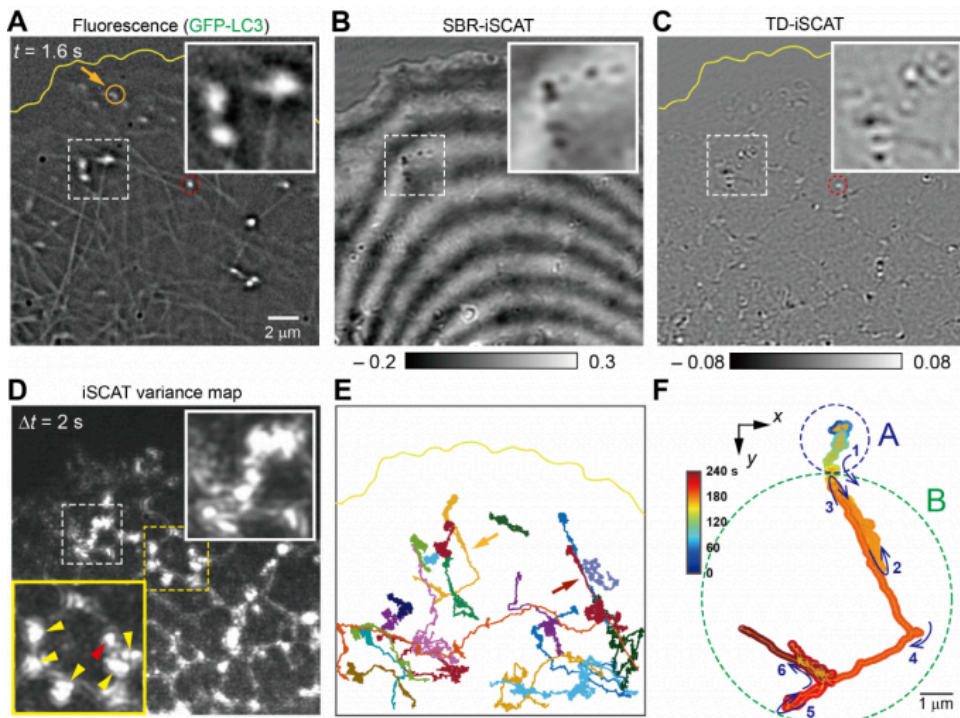 A Fluorescence (GFP-LC3)
t = 1.6 s
2 μm
B SBR-iSCAT
– 0.2 0.3
C TD-iSCAT
– 0.08 0.08
D iSCAT variance map
Δt = 2 s
E
F
x
y
A
B
240 s
180
120
60
0
1
2
3
4
5
6
1 μm